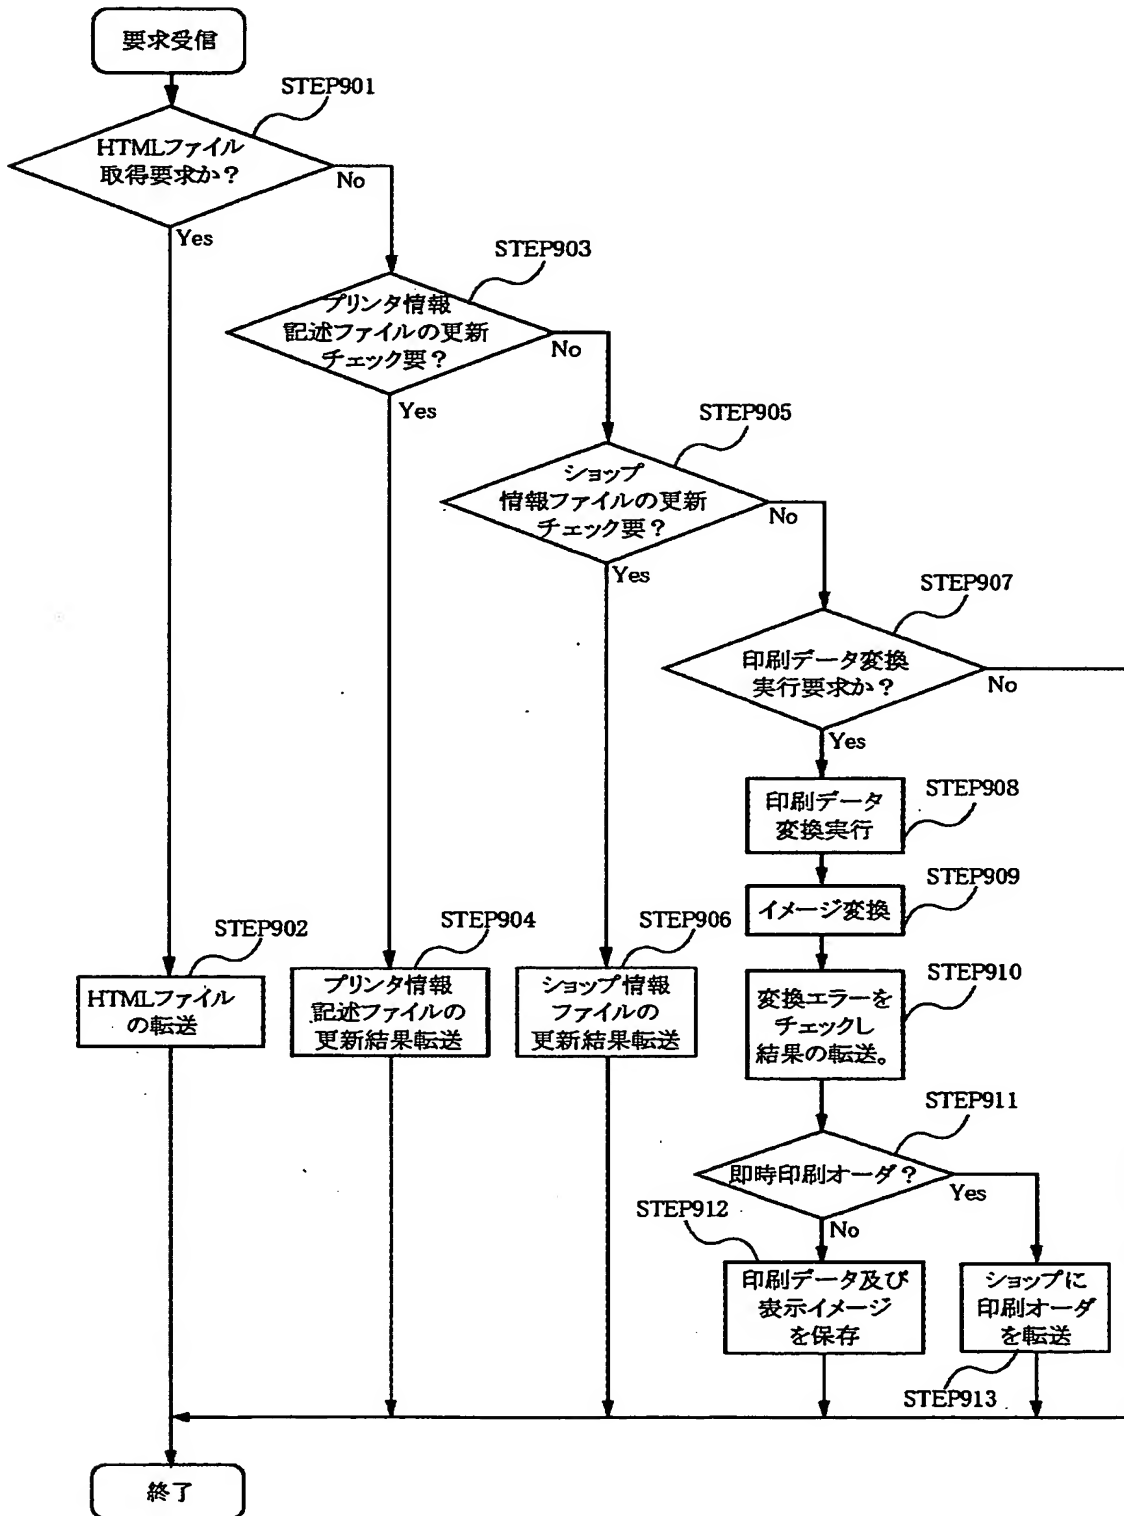 要求受信
STEP901
HTMLファイル
取得要求か？
No
Yes
STEP903
プリンタ情報
記述ファイルの更新
チェック要？
No
Yes
STEP905
ショップ
情報ファイルの更新
チェック要？
No
Yes
STEP907
印刷データ変換
実行要求か？
No
Yes
STEP908
印刷データ
変換実行
STEP909
イメージ変換
STEP902
HTMLファイル
の転送
STEP904
プリンタ情報
記述ファイルの
更新結果転送
STEP906
ショップ情報
ファイルの
更新結果転送
STEP910
変換エラーを
チェックし
結果の転送。
STEP911
即時印刷オーダ？
Yes
No
STEP912
印刷データ及び
表示イメージ
を保存
ショップに
印刷オーダ
を転送
STEP913
終了